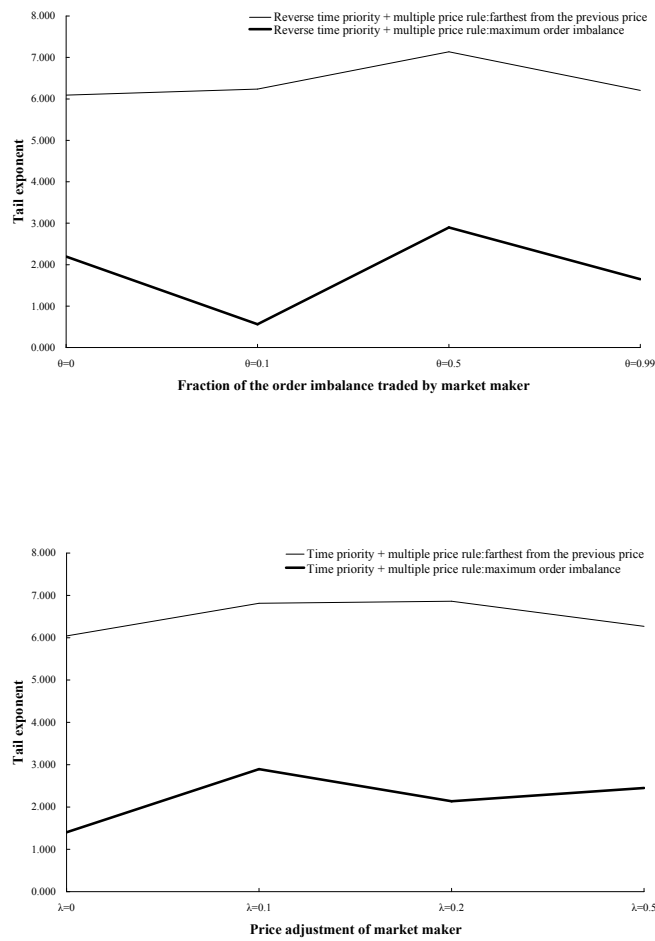 Reverse time priority + multiple price rule:farthest from the previous price
Reverse time priority + multiple price rule:maximum order imbalance
8.000
7.000
6.000
5.000
4.000
3.000
2.000
1.000
0.000
Tail exponent
θ=0
θ=0.1
θ=0.5
θ=0.99
Fraction of the order imbalance traded by market maker
Time priority + multiple price rule:farthest from the previous price
Time priority + multiple price rule:maximum order imbalance
8.000
7.000
6.000
5.000
4.000
3.000
2.000
1.000
0.000
Tail exponent
λ=0
λ=0.1
λ=0.2
λ=0.5
Price adjustment of market maker